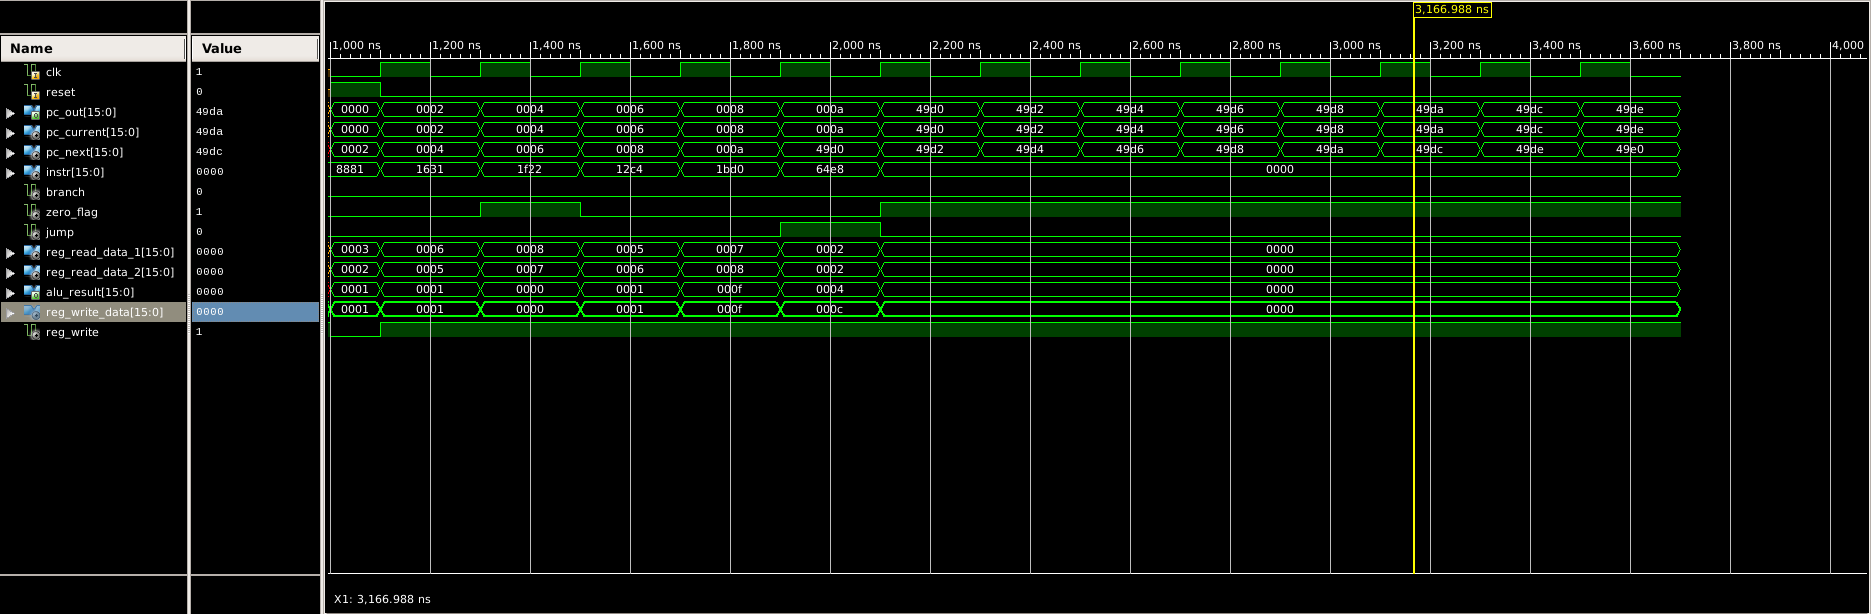 3,166.988 ns
Name Value
1,000 ns 1,200 ns 1,400 ns 1,600 ns 1,800 ns 2,000 ns 2,200 ns 2,400 ns 2,600 ns 2,800 ns 3,000 ns 3,200 ns 3,400 ns 3,600 ns 3,800 ns 4,000
clk 1
reset 0
pc_out[15:0] 49da 0000 0002 0004 0006 0008 000a 49d0 49d2 49d4 49d6 49d8 49da 49dc 49de
pc_current[15:0] 49da 0000 0002 0004 0006 0008 000a 49d0 49d2 49d4 49d6 49d8 49da 49dc 49de
pc_next[15:0] 49dc 0002 0004 0006 0008 000a 49d0 49d2 49d4 49d6 49d8 49da 49dc 49de 49e0
instr[15:0] 0000 8881 1631 1f22 12c4 1bd0 64e8 0000
branch 0
zero_flag 1
jump 0
reg_read_data_1[15:0] 0000 0003 0006 0008 0005 0007 0002 0000
reg_read_data_2[15:0] 0000 0002 0005 0007 0006 0008 0002 0000
alu_result[15:0] 0000 0001 0001 0000 0001 000f 0004 0000
reg_write_data[15:0] 0000 0001 0001 0000 0001 000f 000c 0000
reg_write 1
X1: 3,166.988 ns